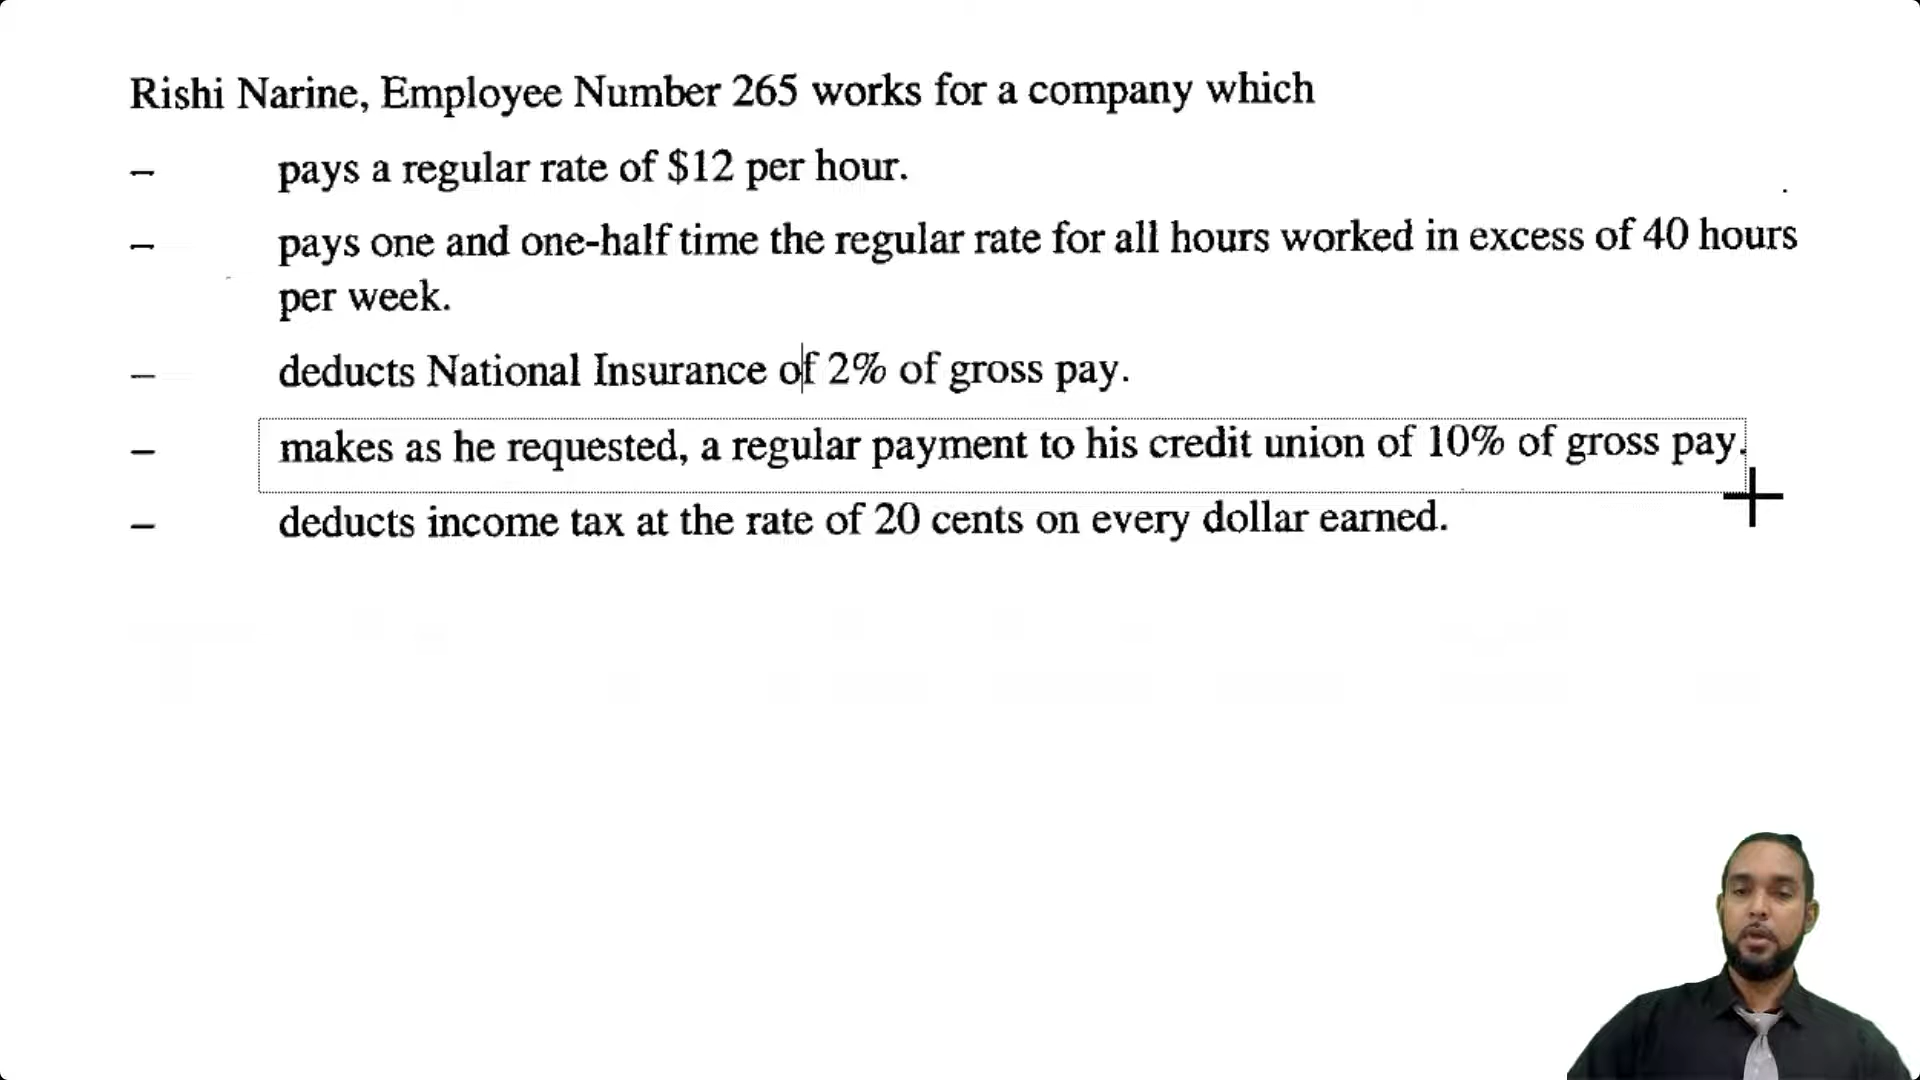 Rishi Narine, Employee Number 265 works for a company which
– pays a regular rate of $12 per hour.
– pays one and one-half time the regular rate for all hours worked in excess of 40 hours
per week.
– deducts National Insurance of 2% of gross pay.
– makes as he requested, a regular payment to his credit union of 10% of gross pay.
– deducts income tax at the rate of 20 cents on every dollar earned.